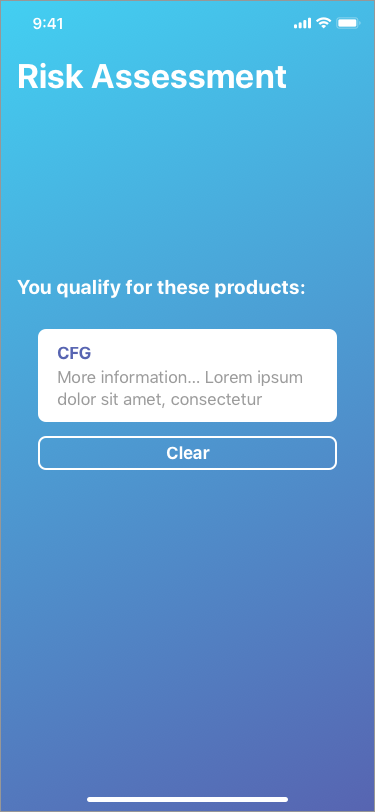 9:41
Risk Assessment
You qualify for these products:
CFG
More information... Lorem ipsum
dolor sit amet, consectetur
Clear